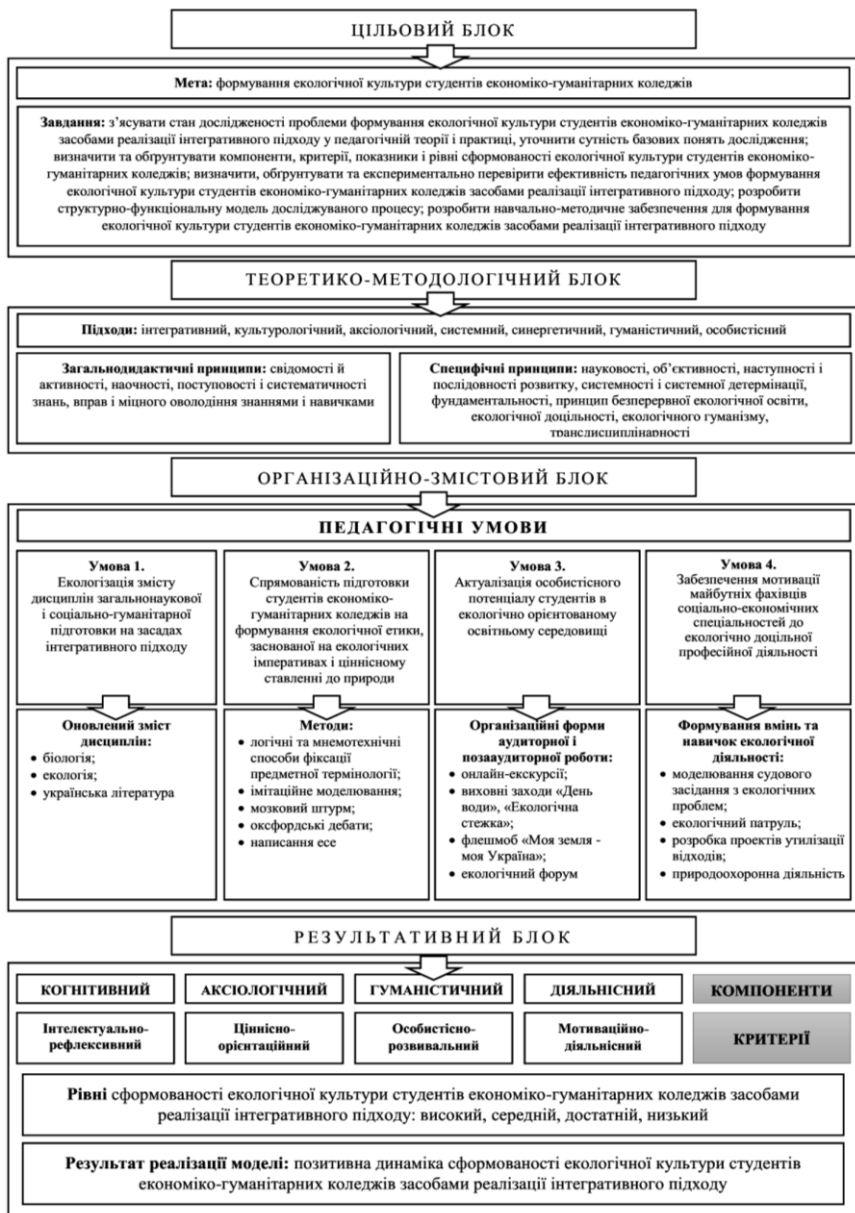 ЦІЛЬОВИЙ БЛОК
Мета: формування екологічної культури студентів економіко-гуманітарних коледжів
Завдання: з’ясувати стан дослідженості проблеми формування екологічної культури студентів економіко-гуманітарних коледжів
засобами реалізації інтегративного підходу у педагогічній теорії і практиці, уточнити сутність базових понять дослідження;
визначити та обґрунтувати компоненти, критерії, показники і рівні сформованості екологічної культури студентів економіко-
гуманітарних коледжів; визначити, обґрунтувати та експериментально перевірити ефективність педагогічних умов формування
екологічної культури студентів економіко-гуманітарних коледжів засобами реалізації інтегративного підходу; розробити
структурно-функціональну модель досліджуваного процесу; розробити навчально-методичне забезпечення для формування
екологічної культури студентів економіко-гуманітарних коледжів засобами реалізації інтегративного підходу
ТЕОРЕТИКО-МЕТОДОЛОГІЧНИЙ БЛОК
Підходи: інтегративний, культурологічний, аксіологічний, системний, синергетичний, гуманістичний, особистісний
Загальнодидактичні принципи: свідомості й
активності, наочності, поступовості і систематичності
знань, вправ і міцного оволодіння знаннями і навичками
Специфічні принципи: науковості, об’єктивності, наступності і
послідовності розвитку, системності і системної детермінації,
фундаментальності, принцип безперервної екологічної освіти,
екологічної доцільності, екологічного гуманізму,
трансдисциплінарності
ОРГАНІЗАЦІЙНО-ЗМІСТОВИЙ БЛОК
ПЕДАГОГІЧНІ УМОВИ
Умова 1.
Екологізація змісту
дисциплін загальнонаукової
і соціально-гуманітарної
підготовки на засадах
інтегративного підходу
Умова 2.
Спрямованість підготовки
студентів економіко-
гуманітарних коледжів на
формування екологічної етики,
заснованої на екологічних
імперативах і ціннісному
ставленні до природи
Умова 3.
Актуалізація особистісного
потенціалу студентів в
екологічно орієнтованому
освітньому середовищі
Умова 4.
Забезпечення мотивації
майбутніх фахівців
соціально-економічних
спеціальностей до
екологічно доцільної
професійної діяльності
Оновлений зміст
дисциплін:
• біологія;
• екологія;
• українська література
Методи:
• логічні та мнемотехнічні
способи фіксації
предметної термінології;
• імітаційне моделювання;
• мозковий штурм;
• оксфордські дебати;
• написання есе
Організаційні форми
аудиторної і
позааудиторної роботи:
• онлайн-екскурсії;
• виховні заходи «День
води», «Екологічна
стежка»;
• флешмоб «Моя земля -
моя Україна»;
• екологічний форум
Формування вмінь та
навичок екологічної
діяльності:
• моделювання судового
засідання з екологічних
проблем;
• екологічний патруль;
• розробка проектів утилізації
відходів;
• природоохоронна діяльність
РЕЗУЛЬТАТИВНИЙ БЛОК
КОГНІТИВНИЙ
АКСІОЛОГІЧНИЙ
ГУМАНІСТИЧНИЙ
ДІЯЛЬНІСНИЙ
КОМПОНЕНТИ
Інтелектуально-
рефлексивний
Ціннісно-
орієнтаційний
Особистісно-
розвивальний
Мотиваційно-
діяльнісний
КРИТЕРІЇ
Рівні сформованості екологічної культури студентів економіко-гуманітарних коледжів засобами
реалізації інтегративного підходу: високий, середній, достатній, низький
Результат реалізації моделі: позитивна динаміка сформованості екологічної культури студентів
економіко-гуманітарних коледжів засобами реалізації інтегративного підходу